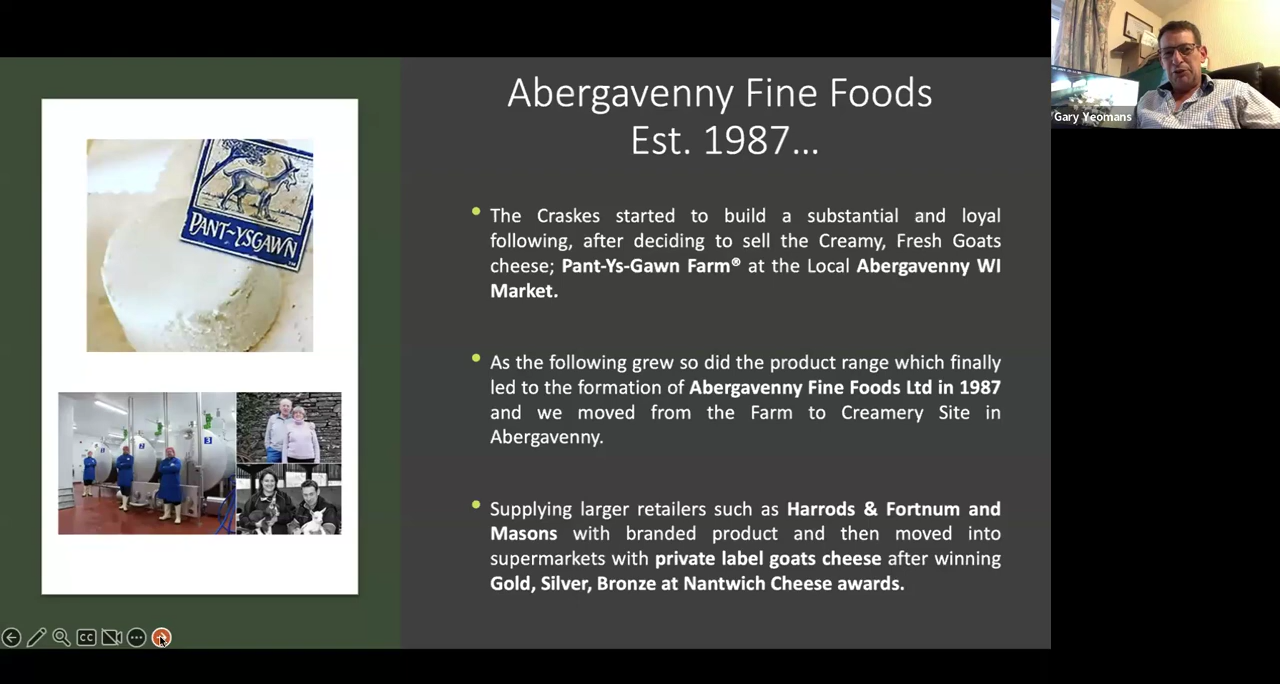 Abergavenny Fine Foods
Est. 1987...
PANT~YSGAWN
The Craskes started to build a substantial and loyal
following, after deciding to sell the Creamy, Fresh Goats
cheese; Pant-Ys-Gawn Farm® at the Local Abergavenny WI
Market.
As the following grew so did the product range which finally
led to the formation of Abergavenny Fine Foods Ltd in 1987
and we moved from the Farm to Creamery Site in
Abergavenny.
Supplying larger retailers such as Harrods & Fortnum and
Masons with branded product and then moved into
supermarkets with private label goats cheese after winning
Gold, Silver, Bronze at Nantwich Cheese awards.
3
2
CC
Gary Yeomans